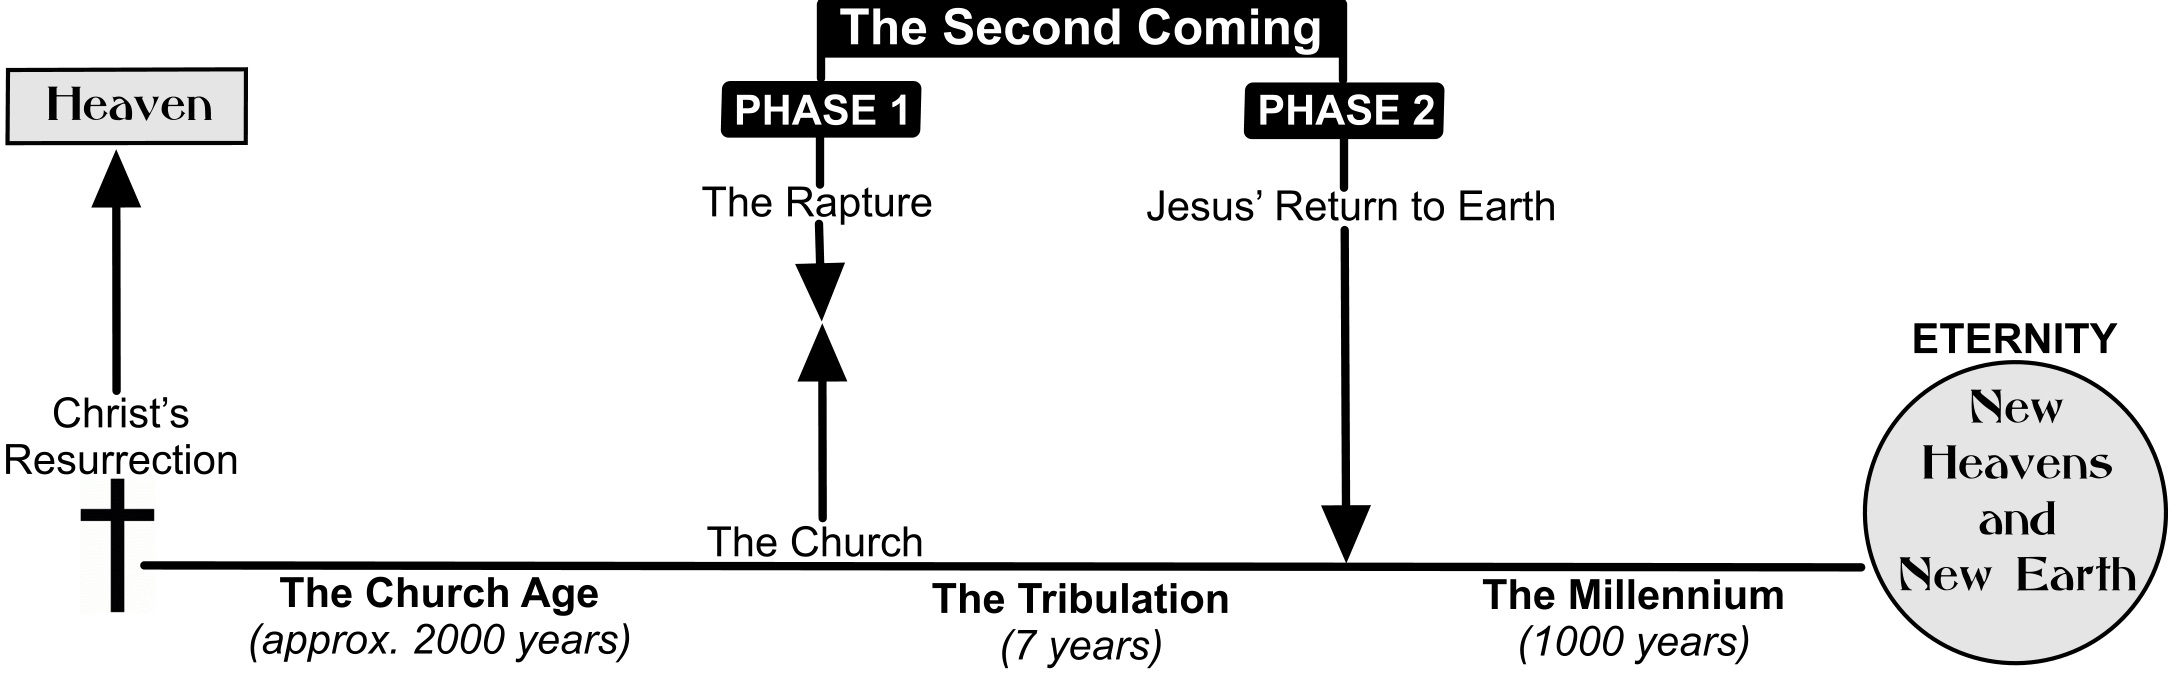 The Second Coming
Heaven
PHASE 1
PHASE 2
The Rapture
Jesus’ Return to Earth
Christ’s
Resurrection
The Church
ETERNITY
New
Heavens
and
New Earth
The Church Age
(approx. 2000 years)
The Tribulation
(7 years)
The Millennium
(1000 years)